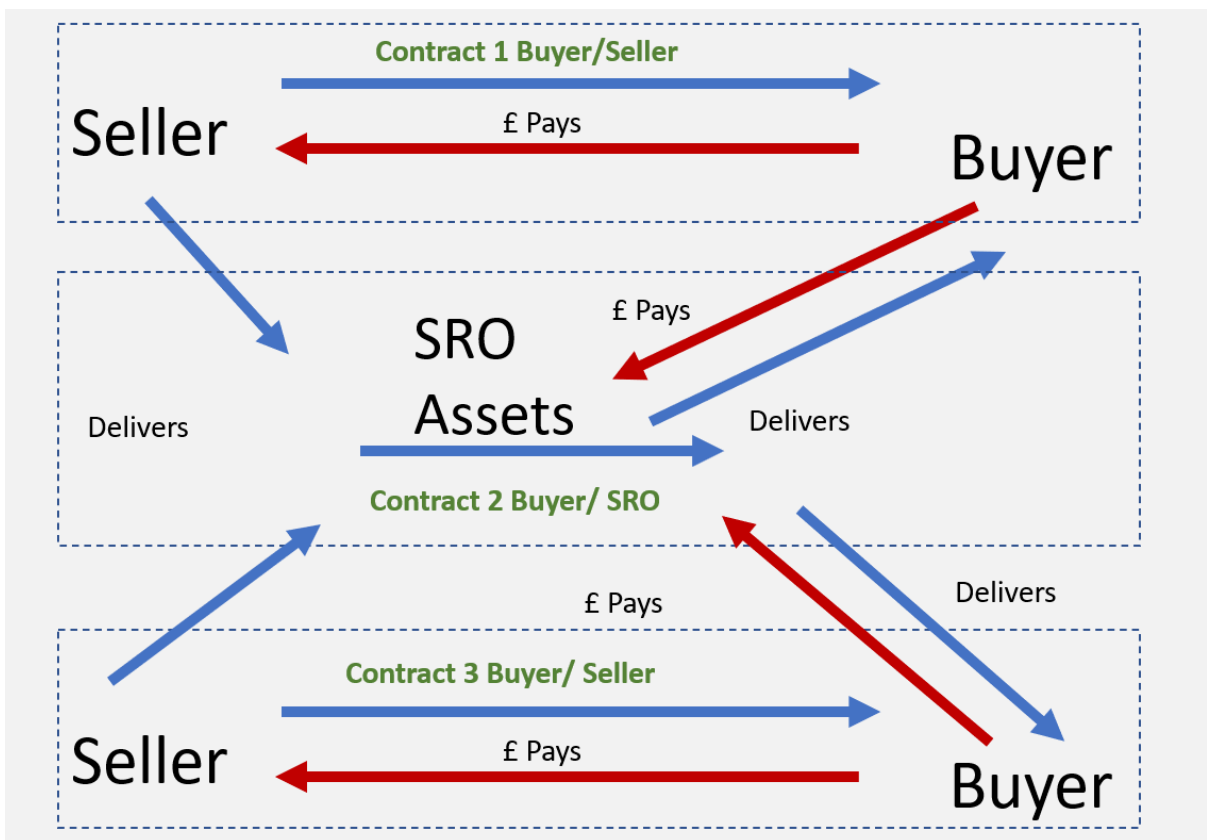 Contract 1 Buyer/Seller
Seller
£ Pays
Buyer
SRO
Assets
£ Pays
Delivers
Delivers
Contract 2 Buyer/ SRO
£ Pays
Delivers
Contract 3 Buyer/ Seller
Seller
£ Pays
Buyer